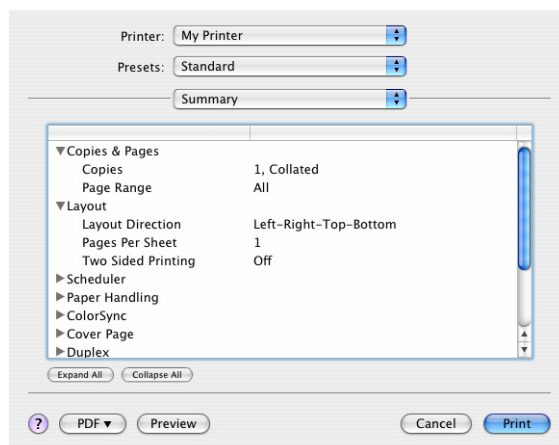 Printer: My Printer
Presets: Standard
Summary
Copies & Pages
Copies 1, Collated
Page Range All
Layout
Layout Direction Left-Right-Top-Bottom
Pages Per Sheet 1
Two Sided Printing Off
Scheduler
Paper Handling
ColorSync
Cover Page
Duplex
Expand All Collapse All
? PDF Preview Cancel Print